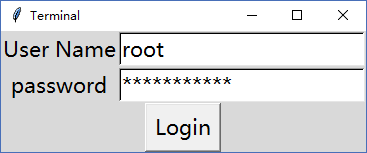 Terminal
User Name root
password ***********
Login